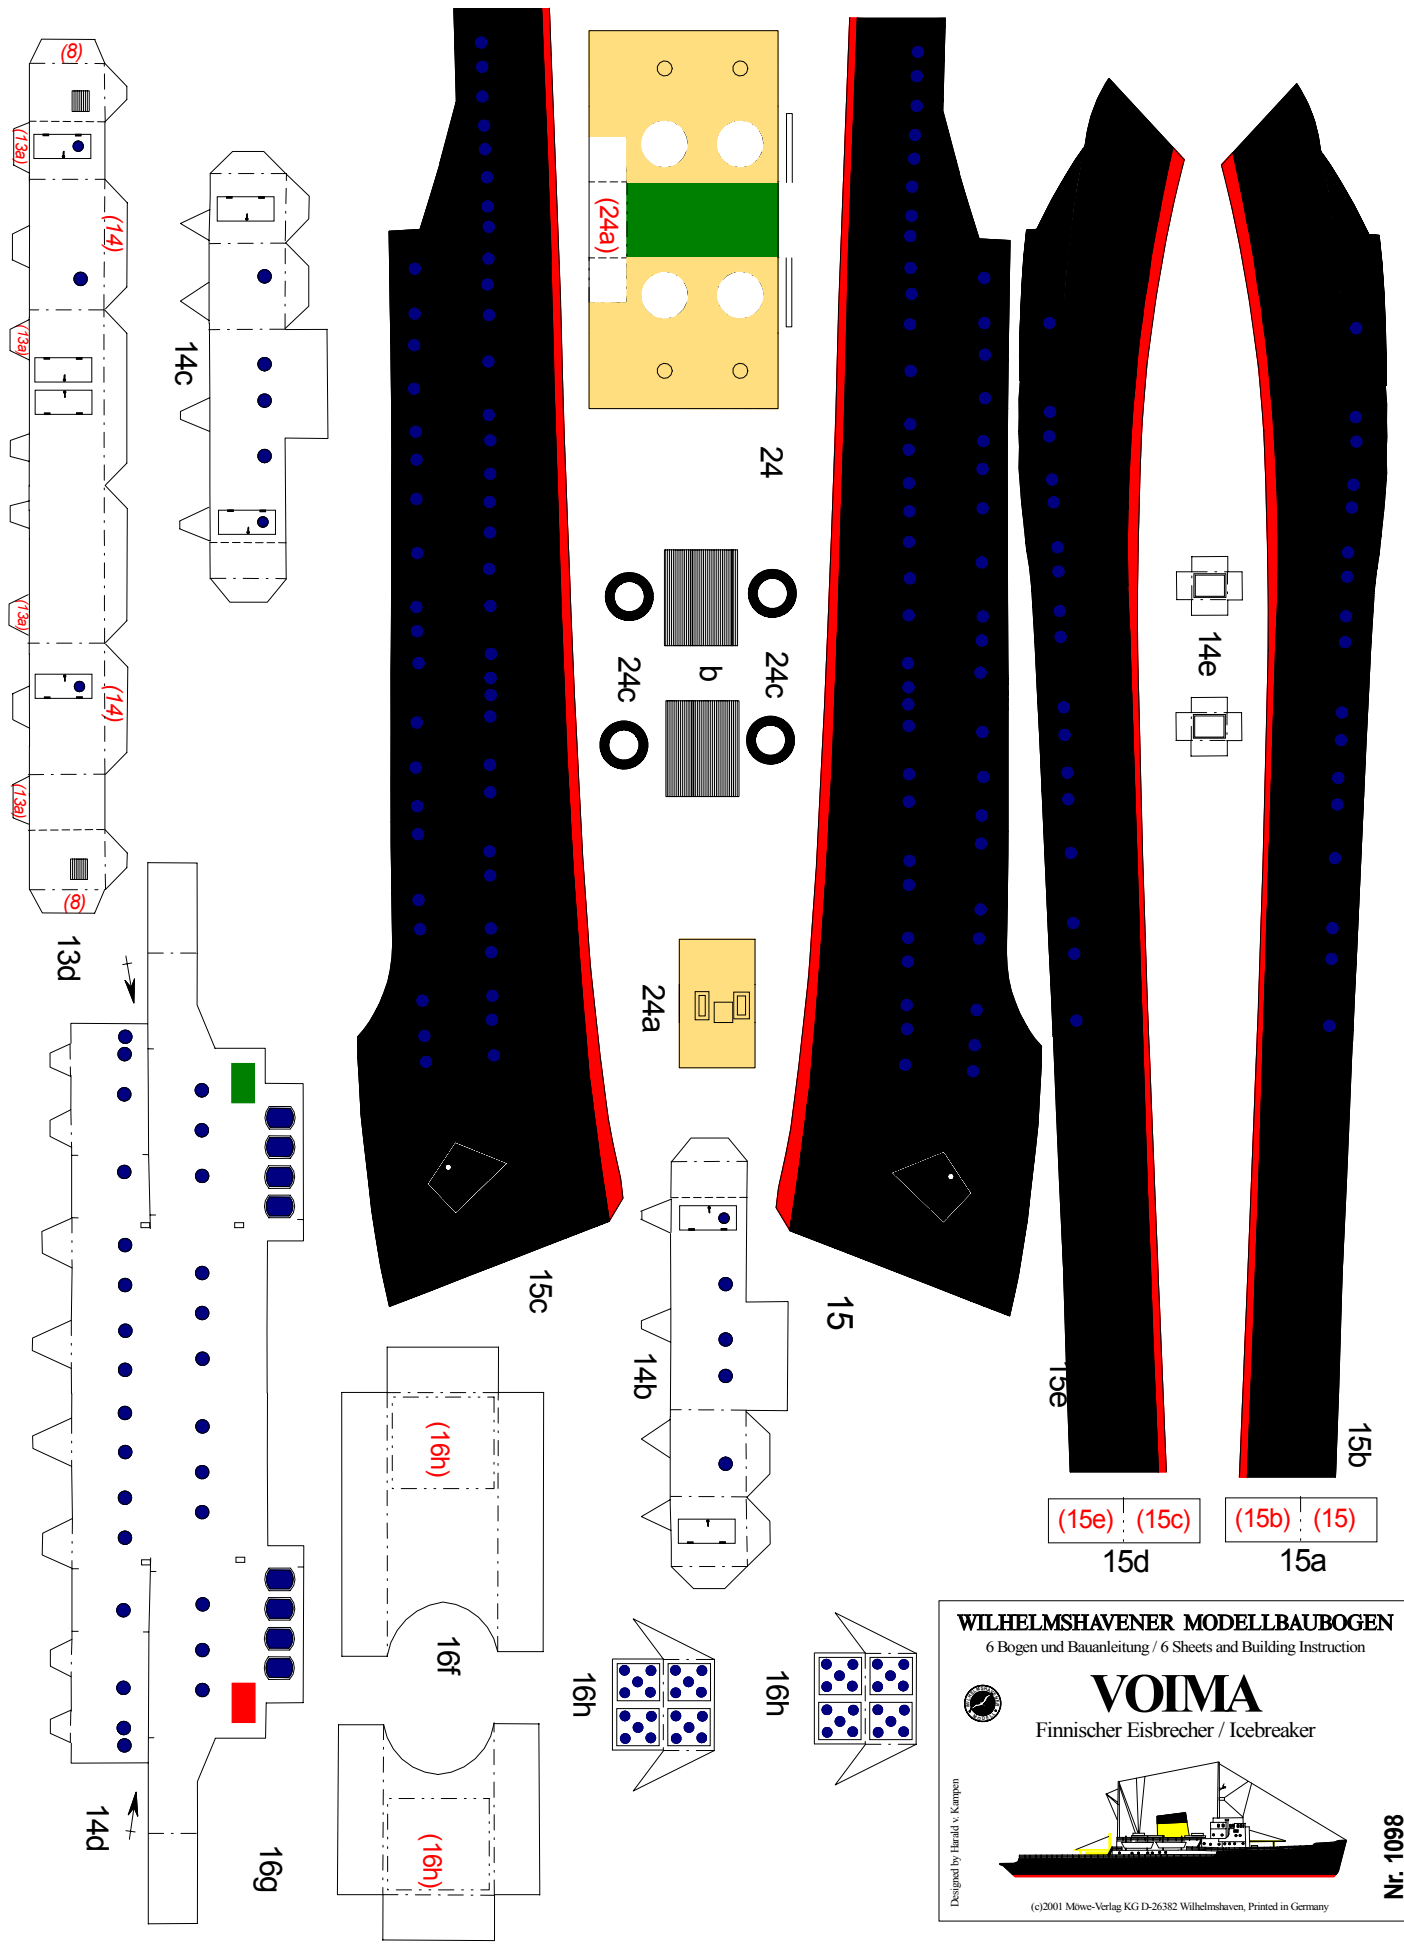 (8)
(13a)
(14)
(13a)
(13a)
(14)
(13a)
(8)
13d
14c
(24a)
24
24c
b
24c
24a
14e
15c
15
14b
15e
15b
(15e)
(15c)
15d
(15b)
(15)
15a
14d
16g
(16h)
16f
(16h)
16h
16h
WILHELMSHAVENER MODELLBAUBOGEN
6 Bogen und Bauanleitung / 6 Sheets and Building Instruction
VOIMA
Finnischer Eisbrecher / Icebreaker
Designed by Harald v. Kampen
Nr. 1098
(c)2001 Möwe-Verlag KG D-26382 Wilhelmshaven, Printed in Germany